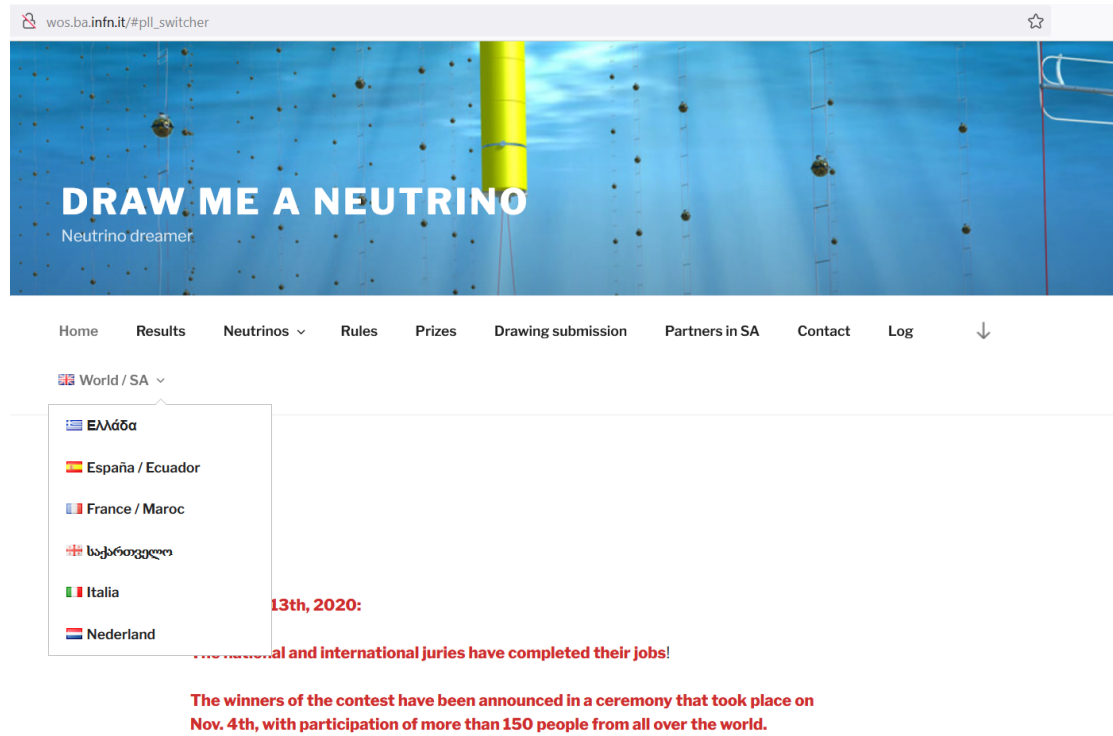 wos.ba.infn.it/#pll_switcher
DRAW ME A NEUTRINO
Neutrino dreamer
Home Results Neutrinos Rules Prizes Drawing submission Partners in SA Contact Log
World / SA
Ελλάδα
España / Ecuador
France / Maroc
საქართველო
Italia
Nederland
13th, 2020:
national and international juries have completed their jobs!
The winners of the contest have been announced in a ceremony that took place on
Nov. 4th, with participation of more than 150 people from all over the world.